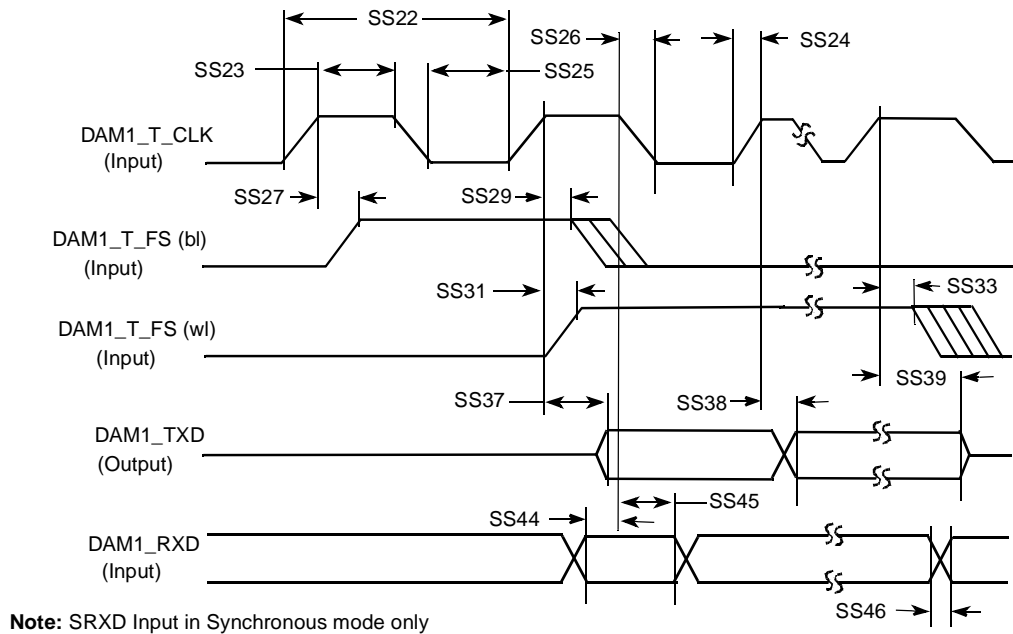 SS22
SS26
SS24
SS23
SS25
DAM1_T_CLK
(Input)
SS27
SS29
DAM1_T_FS (bl)
(Input)
SS31
SS33
DAM1_T_FS (wl)
(Input)
SS39
SS37
SS38
DAM1_TXD
(Output)
SS45
SS44
DAM1_RXD
(Input)
SS46
Note: SRXD Input in Synchronous mode only